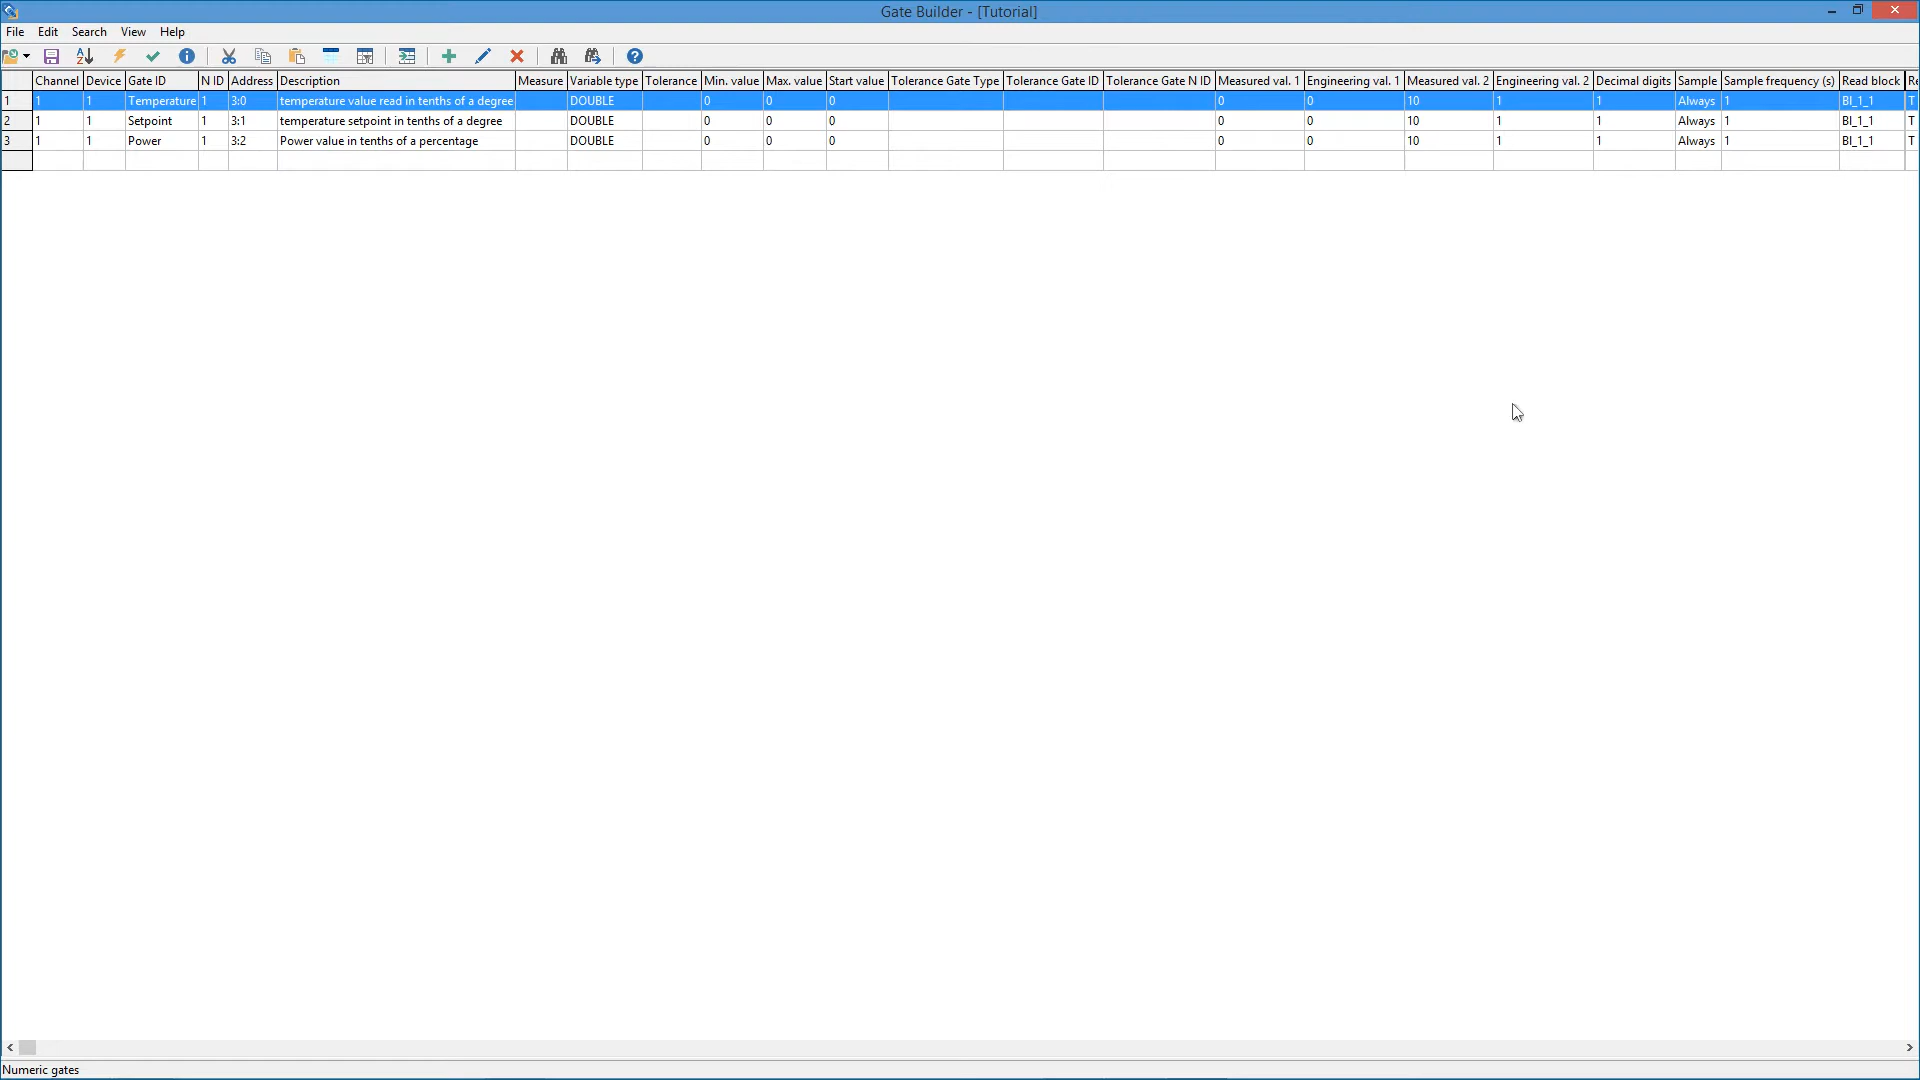 Gate Builder - [Tutorial]
File Edit Search View Help
Channel Device Gate ID N ID Address Description Measure Variable type Tolerance Min. value Max. value Start value Tolerance Gate Type Tolerance Gate ID Tolerance Gate N ID Measured val. 1 Engineering val. 1 Measured val. 2 Engineering val. 2 Decimal digits Sample Sample frequency (s) Read block Re
1 1 1 Temperature 1 3:0 temperature value read in tenths of a degree DOUBLE 0 0 0 0 0 10 1 1 Always 1 Bl_1_1 T
2 1 1 Setpoint 1 3:1 temperature setpoint in tenths of a degree DOUBLE 0 0 0 0 0 10 1 1 Always 1 Bl_1_1 T
3 1 1 Power 1 3:2 Power value in tenths of a percentage DOUBLE 0 0 0 0 0 10 1 1 Always 1 Bl_1_1 T
Numeric gates